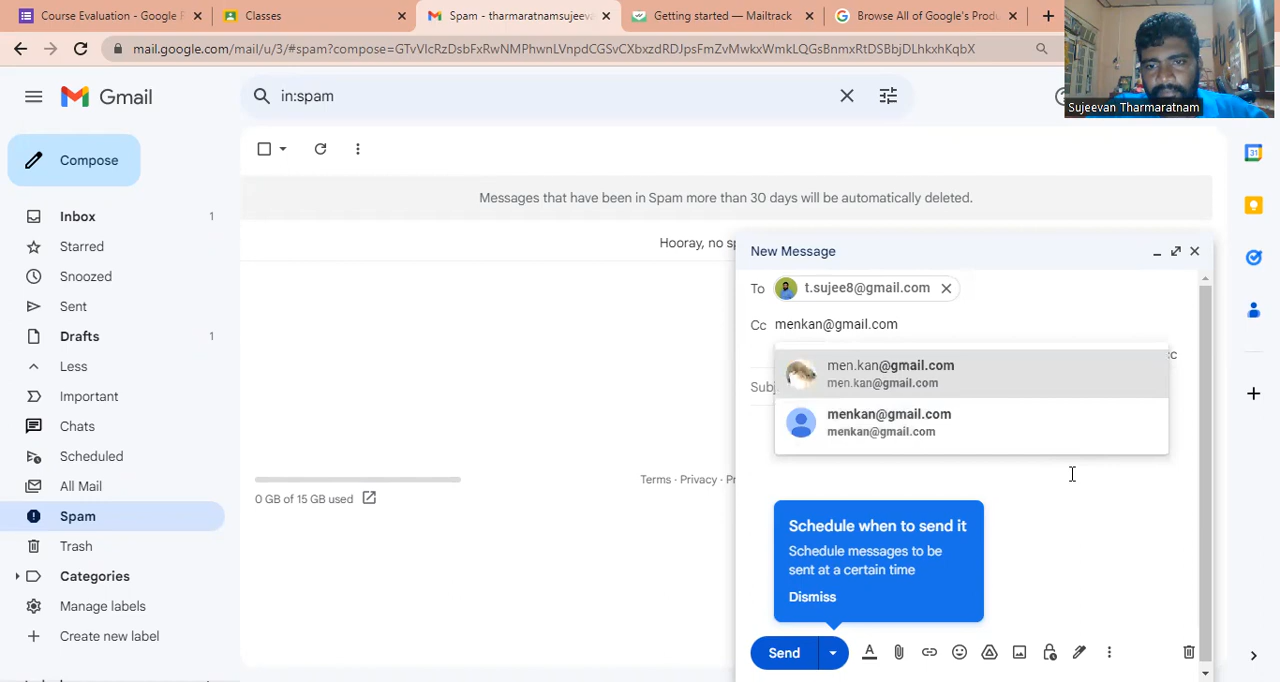 Course Evaluation - Google F
Classes
Spam - tharmaratnamsujeeva
Getting started — Mailtrack
Browse All of Google's Produ
mail.google.com/mail/u/3/#spam?compose=GTvVlcRzDsbFxRwNMPhwnLVnpdCGSvCXbxzdRDJpsFmZvMwkxWmkLQGsBnmxRtDSBbjDLhkxhKqbX
Gmail
in:spam
Sujeevan Tharmaratnam
Compose
Inbox 1
Starred
Snoozed
Sent
Drafts 1
Less
Important
Chats
Scheduled
All Mail
Spam
Trash
Categories
Manage labels
Create new label
Messages that have been in Spam more than 30 days will be automatically deleted.
Hooray, no sp
0 GB of 15 GB used
Terms · Privacy · Pr
New Message
To t.sujee8@gmail.com
Cc menkan@gmail.com
cc
men.kan@gmail.com
men.kan@gmail.com
Subj
menkan@gmail.com
menkan@gmail.com
Schedule when to send it
Schedule messages to be
sent at a certain time
Dismiss
Send
31